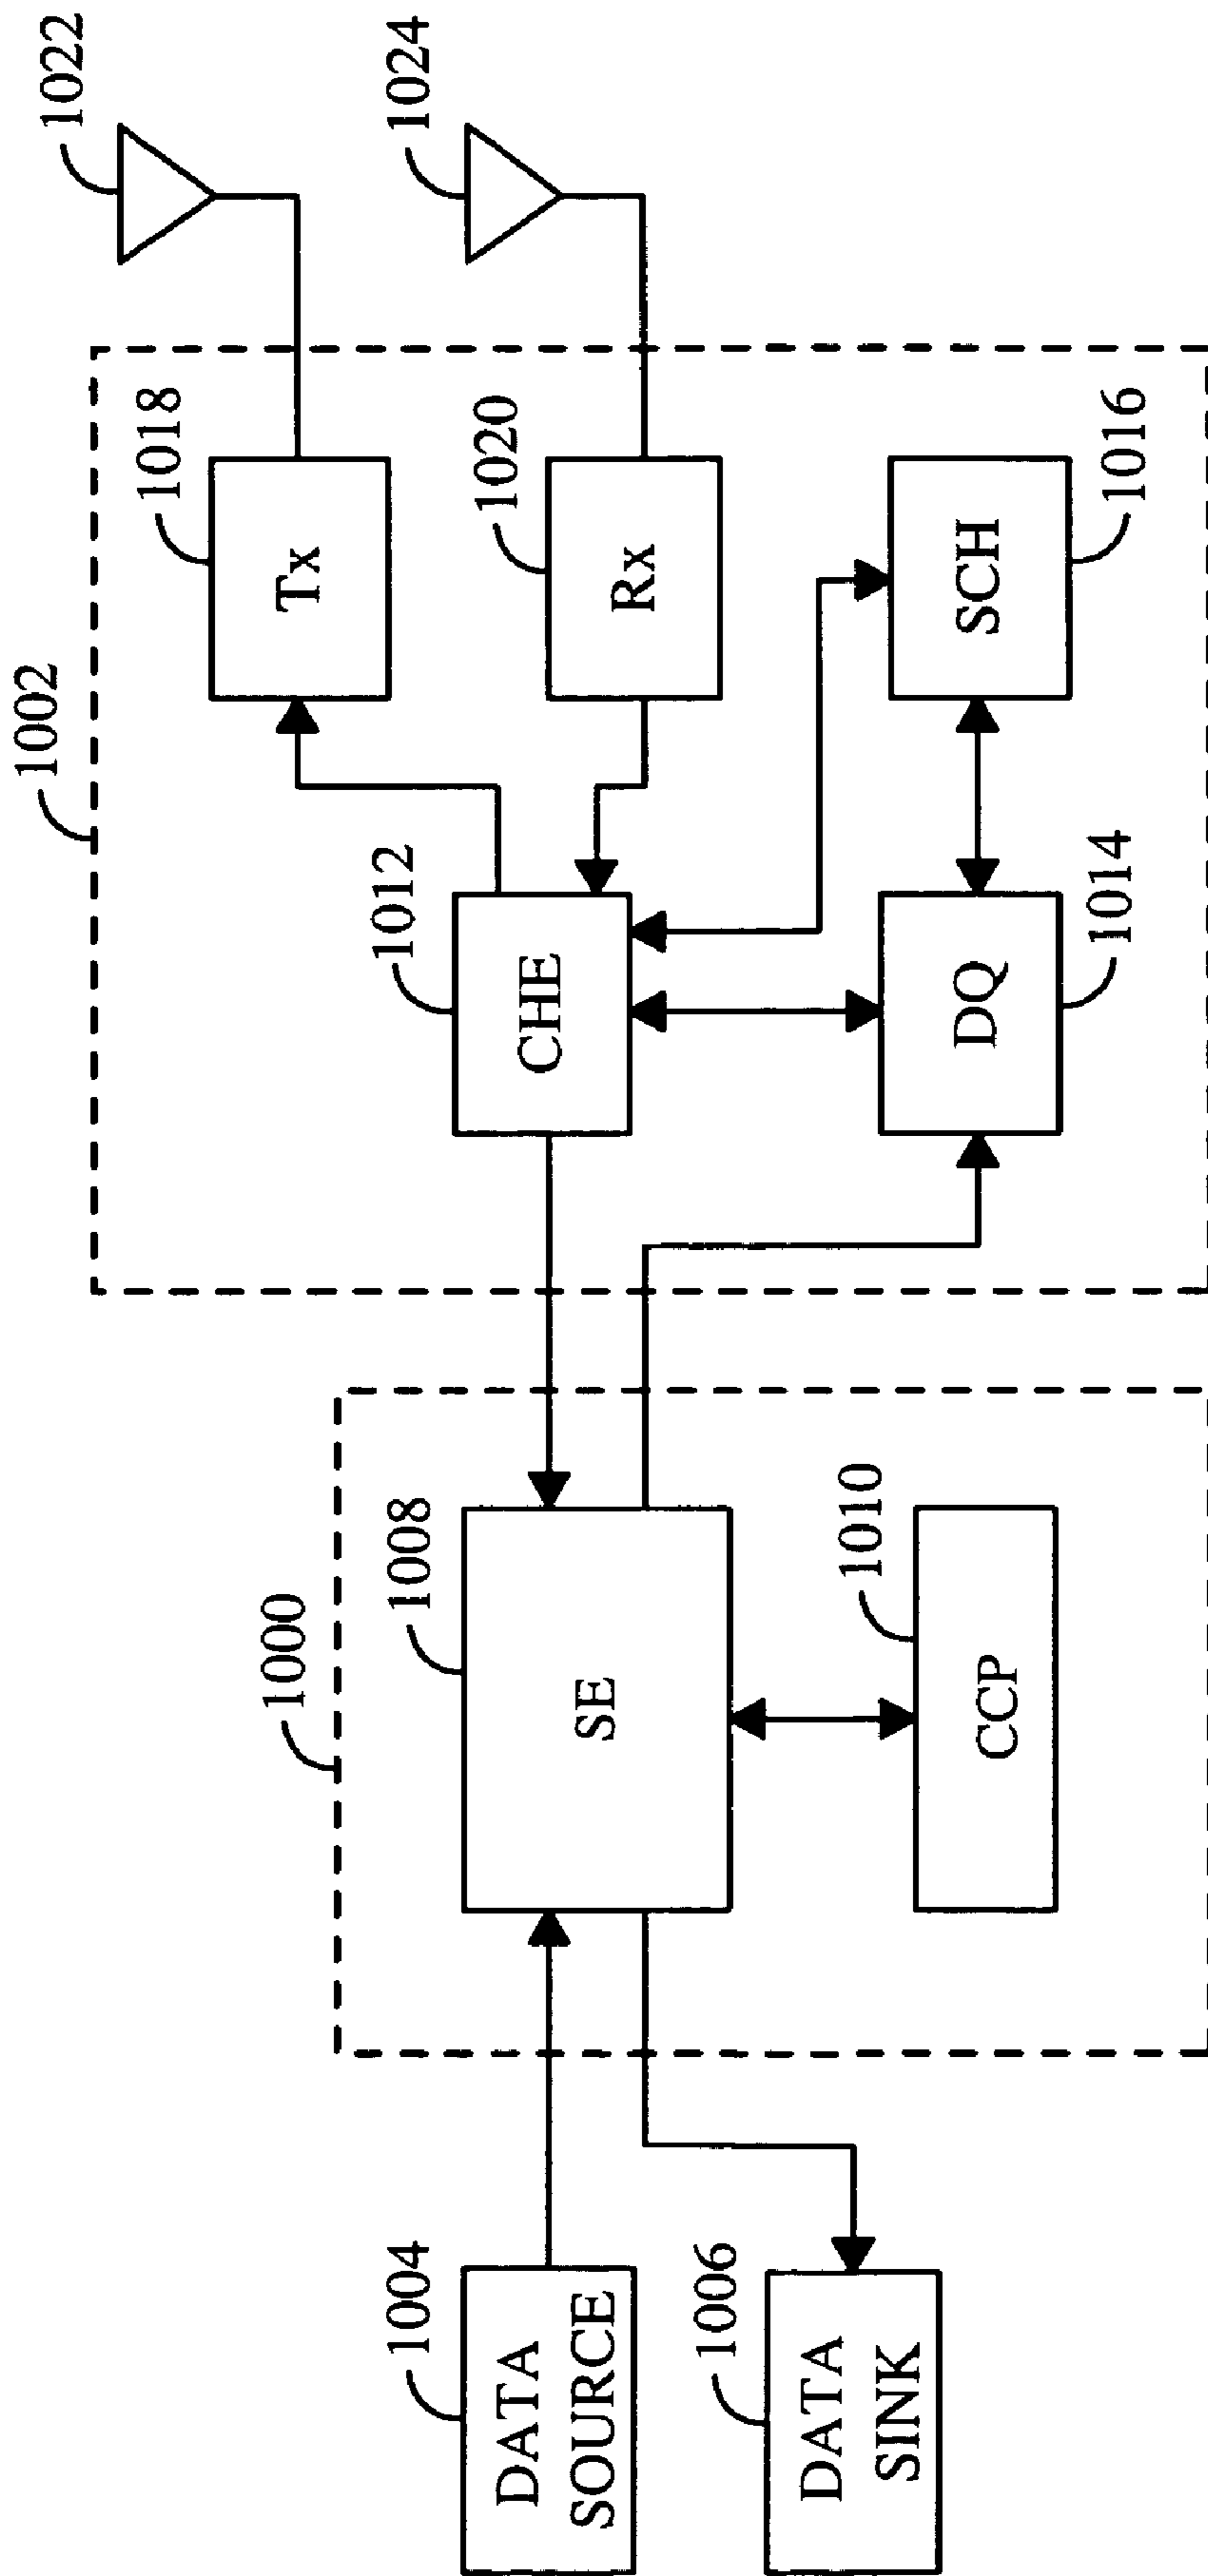 1002
1022
1018
Tx
1024
1012
1020
CHE
Rx
1000
1008
SE
1004
DATA
SOURCE
SCH
1016
DQ
1014
1010
CCP
1006
DATA
SINK